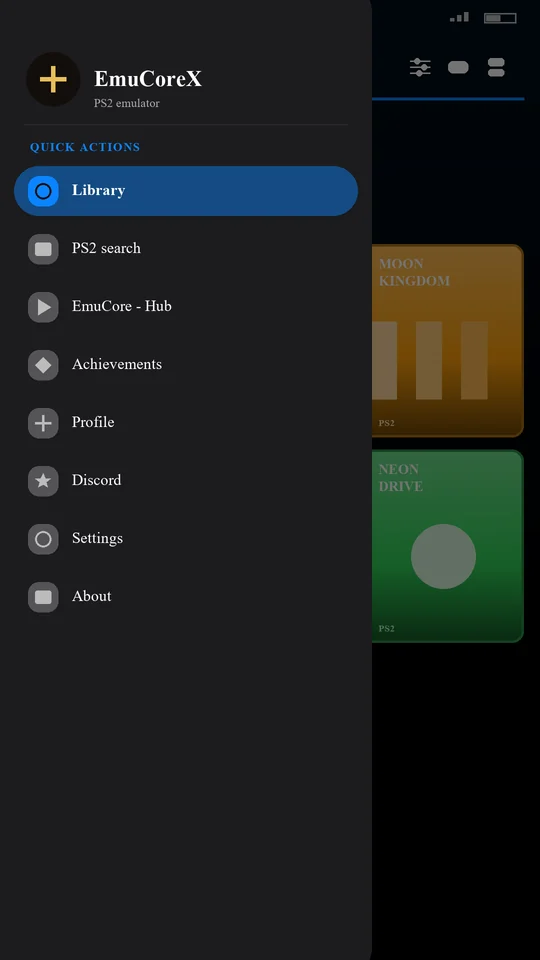 EmuCoreX
PS2 emulator
QUICK ACTIONS
Library
PS2 search
EmuCore - Hub
Achievements
Profile
Discord
Settings
About
MOON
KINGDOM
PS2
NEON
DRIVE
PS2